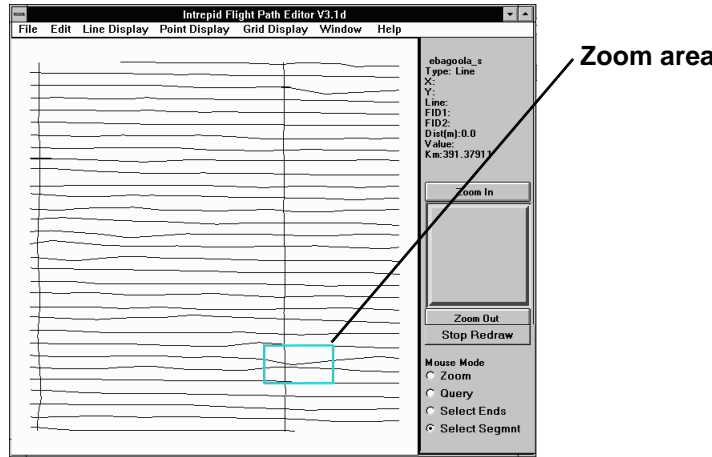 Intrepid Flight Path Editor V3.1d
File Edit Line Display Point Display Grid Display Window Help
Zoom area
ebagoola_s
Type: Line
X:
Y:
Line:
FID1:
FID2:
Dist(m):0.0
Value:
Km:391.37911
Zoom In
Zoom Out
Stop Redraw
Mouse Mode
Zoom
Query
Select Ends
Select Segmnt